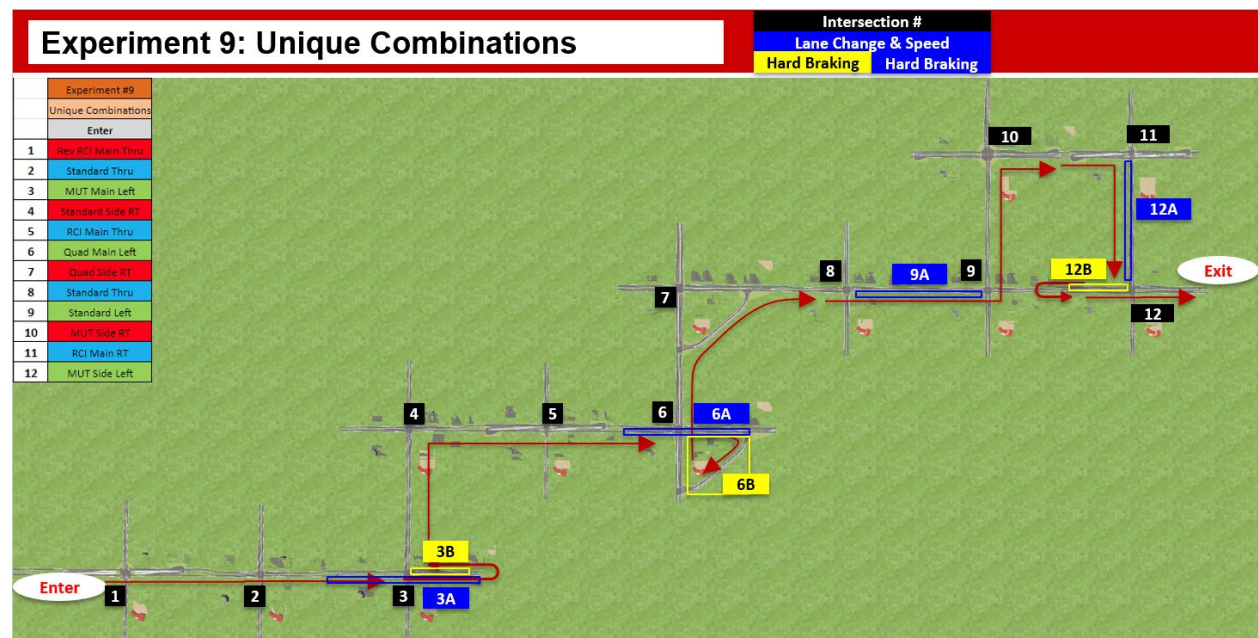 Experiment 9: Unique Combinations
Intersection #
Lane Change & Speed
Hard Braking Hard Braking
Experiment #9
Unique Combinations
Enter
1 Rev RCI Main Thru
2 Standard Thru
3 MUT Main Left
4 Standard Side RT
5 RCI Main Thru
6 Quad Main Left
7 Quad Side RT
8 Standard Thru
9 Standard Left
10 MUT Side RT
11 RCI Main RT
12 MUT Side Left
10
11
12A
8
9A
9
12B
Exit
7
12
4
5
6
6A
6B
3B
Enter
1
2
3
3A